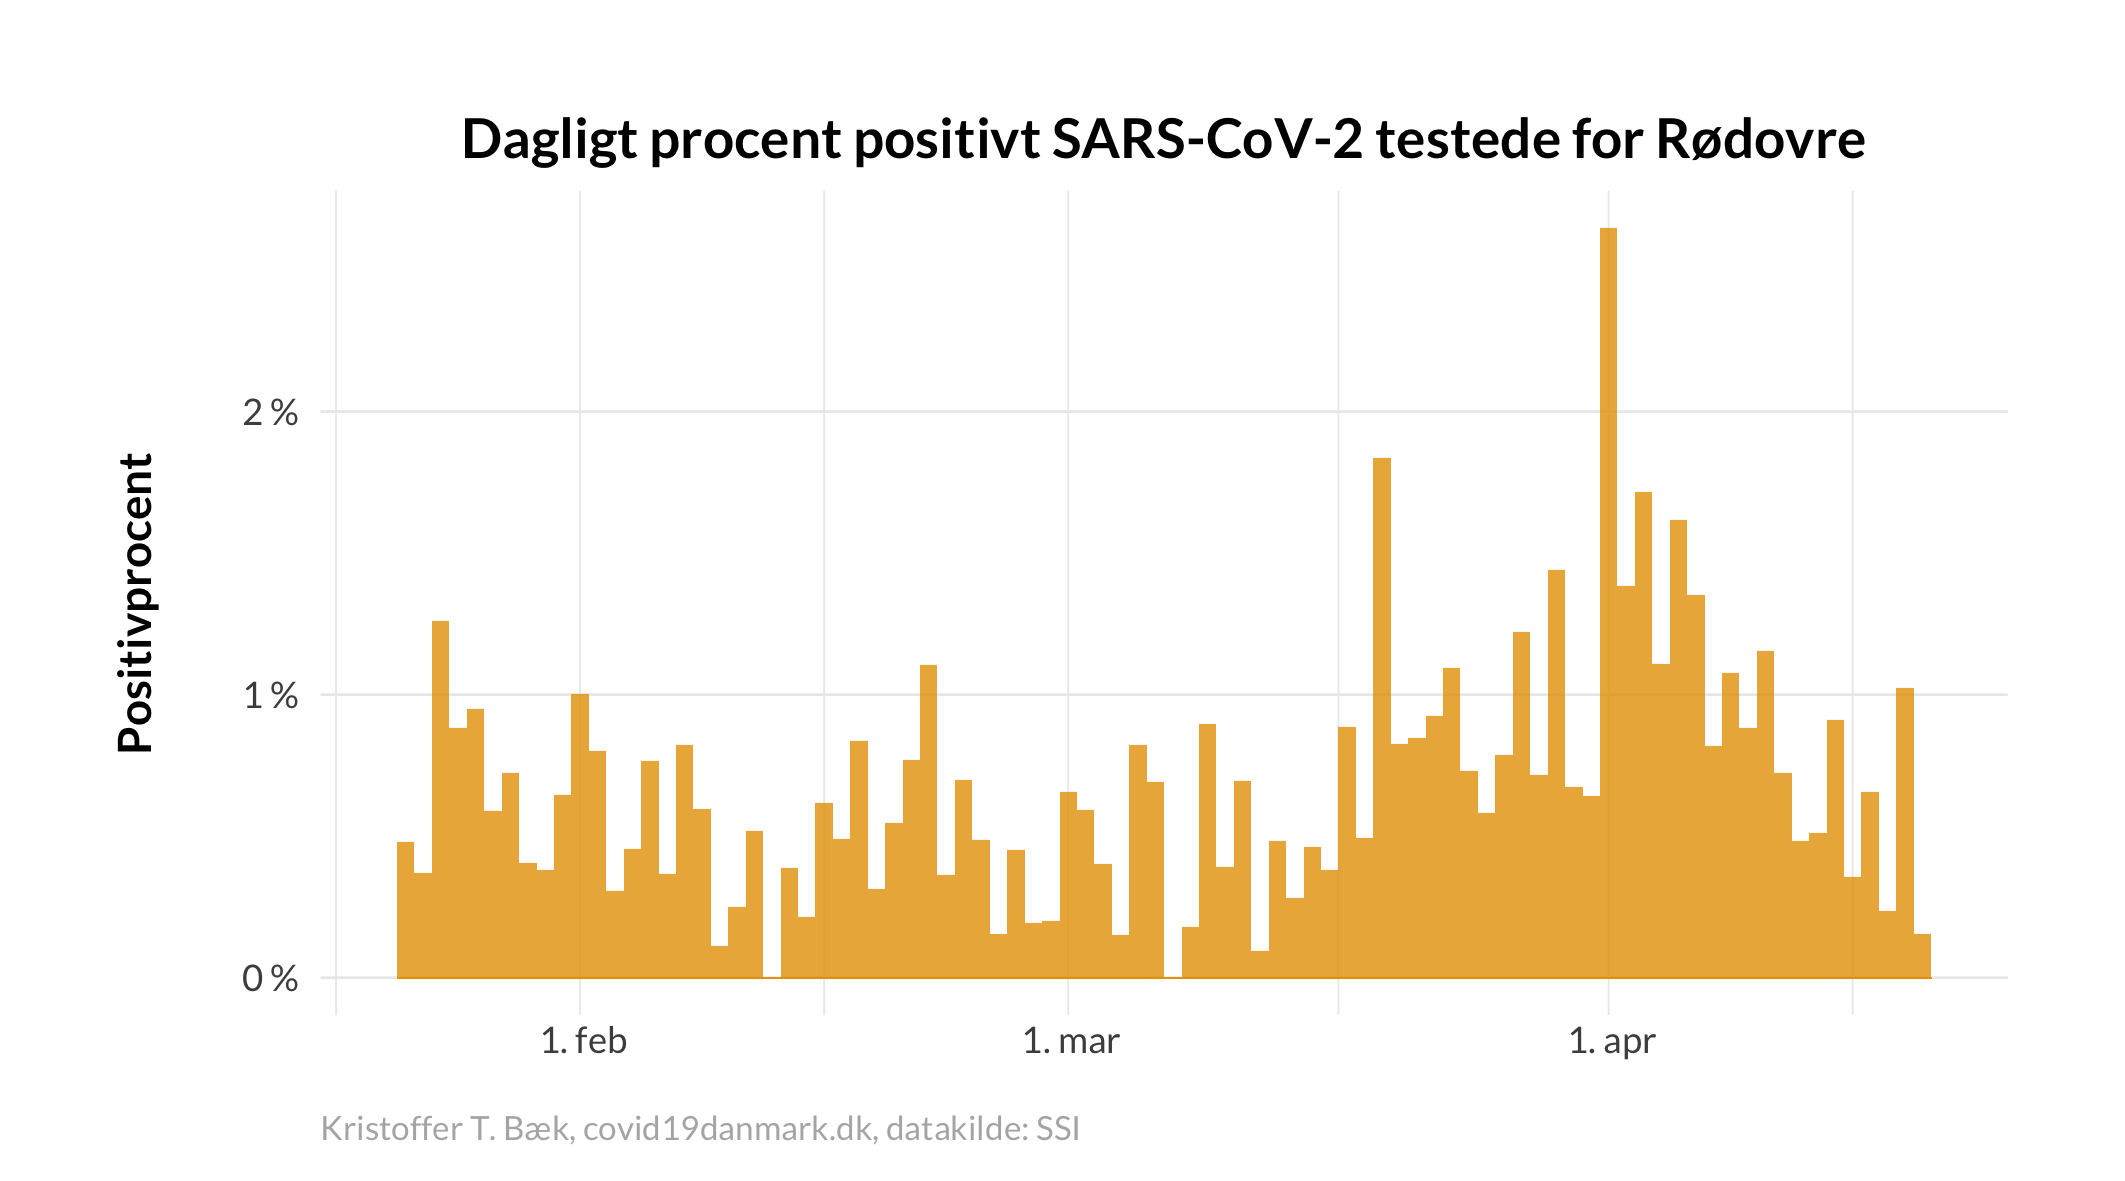 Dagligt procent positivt SARS-CoV-2 testede for Rødovre
Positivprocent
2 %
1 %
0 %
1. feb
1. mar
1. apr
Kristoffer T. Bæk, covid19danmark.dk, datakilde: SSI